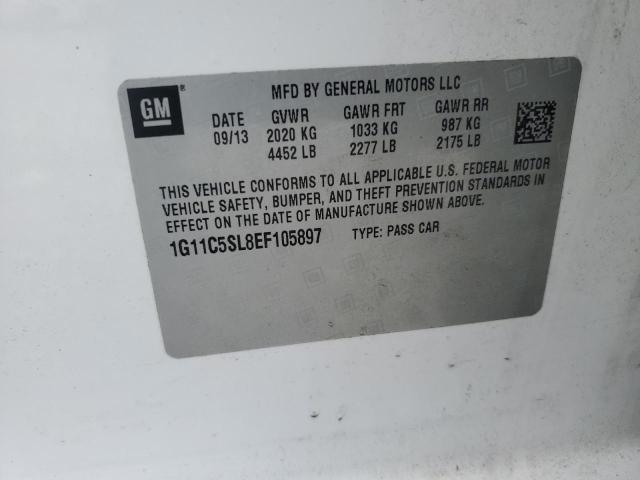 GM®
MFD BY GENERAL MOTORS LLC
DATE GVWR GAWR FRT GAWR RR
09/13 2020 KG 1033 KG 987 KG
4452 LB 2277 LB 2175 LB
THIS VEHICLE CONFORMS TO ALL APPLICABLE U.S. FEDERAL MOTOR
VEHICLE SAFETY, BUMPER, AND THEFT PREVENTION STANDARDS IN
EFFECT ON THE DATE OF MANUFACTURE SHOWN ABOVE.
1G11C5SL8EF105897 TYPE: PASS CAR